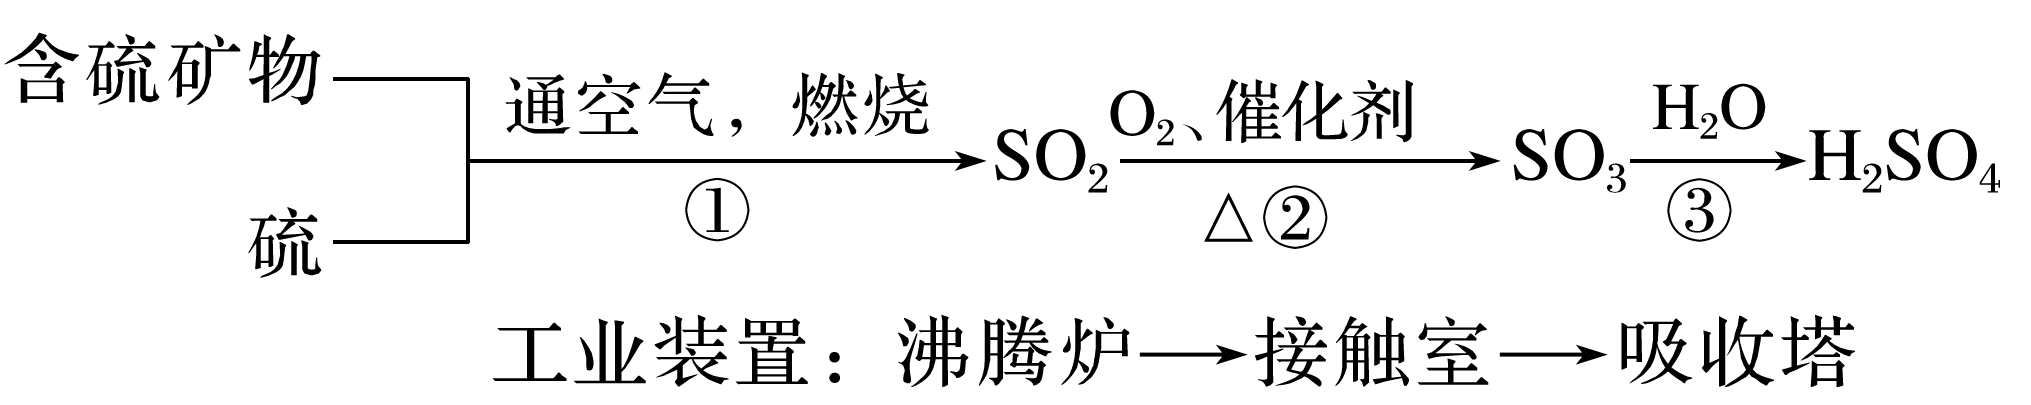 含硫矿物
硫
通空气，燃烧
①
SO₂
O₂、催化剂
△②
SO₃
H₂O
③
H₂SO₄
工业装置：沸腾炉→接触室→吸收塔